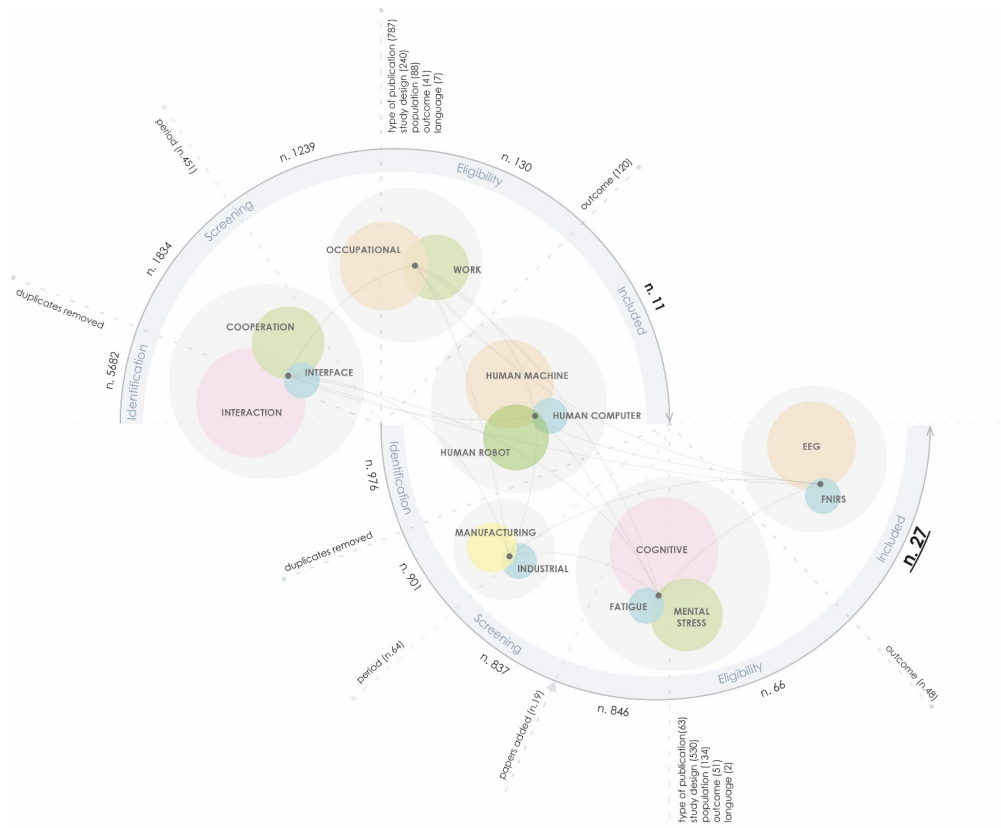 type of publication (787)
study design (240)
population (88)
outcome (41)
language (7)
period (n.451)
n. 1239
n. 130
Eligibility
outcome (120)
Screening
n. 1834
OCCUPATIONAL
WORK
duplicates removed
n. 11
Included
COOPERATION
INTERFACE
INTERACTION
n. 5682
Identification
HUMAN MACHINE
HUMAN COMPUTER
HUMAN ROBOT
EEG
FNIRS
Identification
n. 976
MANUFACTURING
INDUSTRIAL
COGNITIVE
FATIGUE
MENTAL
STRESS
Included
n. 27
duplicates removed
n. 901
Screening
period (n.64)
n. 837
papers added (n.19)
n. 846
Eligibility
n. 66
outcome (n.48)
type of publication(63)
study design (530)
population (134)
outcome (51)
language (2)